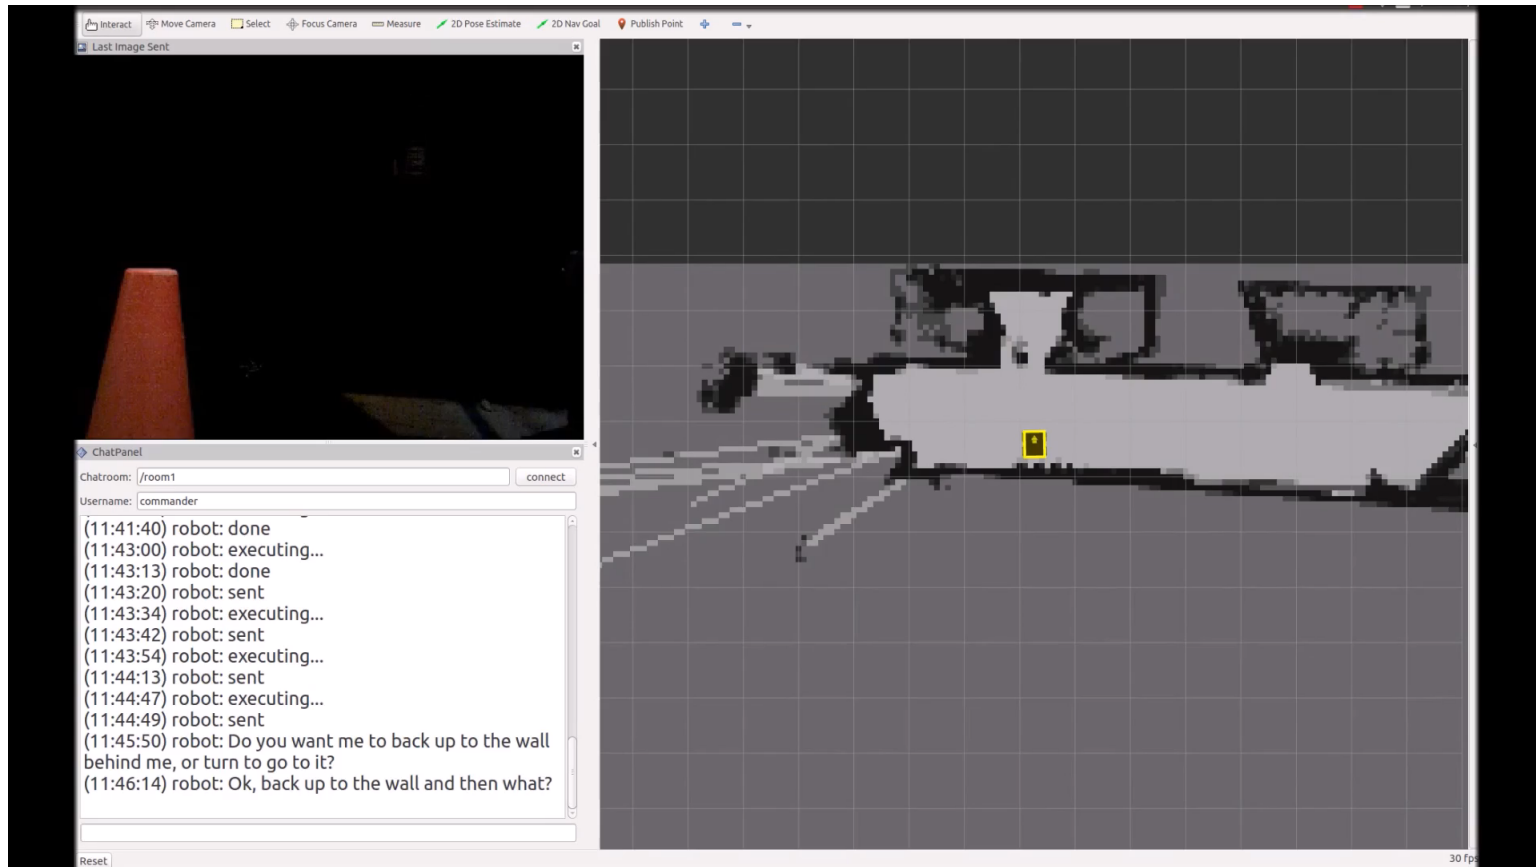 Interact Move Camera Select Focus Camera Measure 2D Pose Estimate 2D Nav Goal Publish Point
Last Image Sent
ChatPanel
Chatroom: /room1 connect
Username: commander
(11:41:40) robot: done
(11:43:00) robot: executing...
(11:43:13) robot: done
(11:43:20) robot: sent
(11:43:34) robot: executing...
(11:43:42) robot: sent
(11:43:54) robot: executing...
(11:44:13) robot: sent
(11:44:47) robot: executing...
(11:44:49) robot: sent
(11:45:50) robot: Do you want me to back up to the wall
behind me, or turn to go to it?
(11:46:14) robot: Ok, back up to the wall and then what?
Reset
30 fps